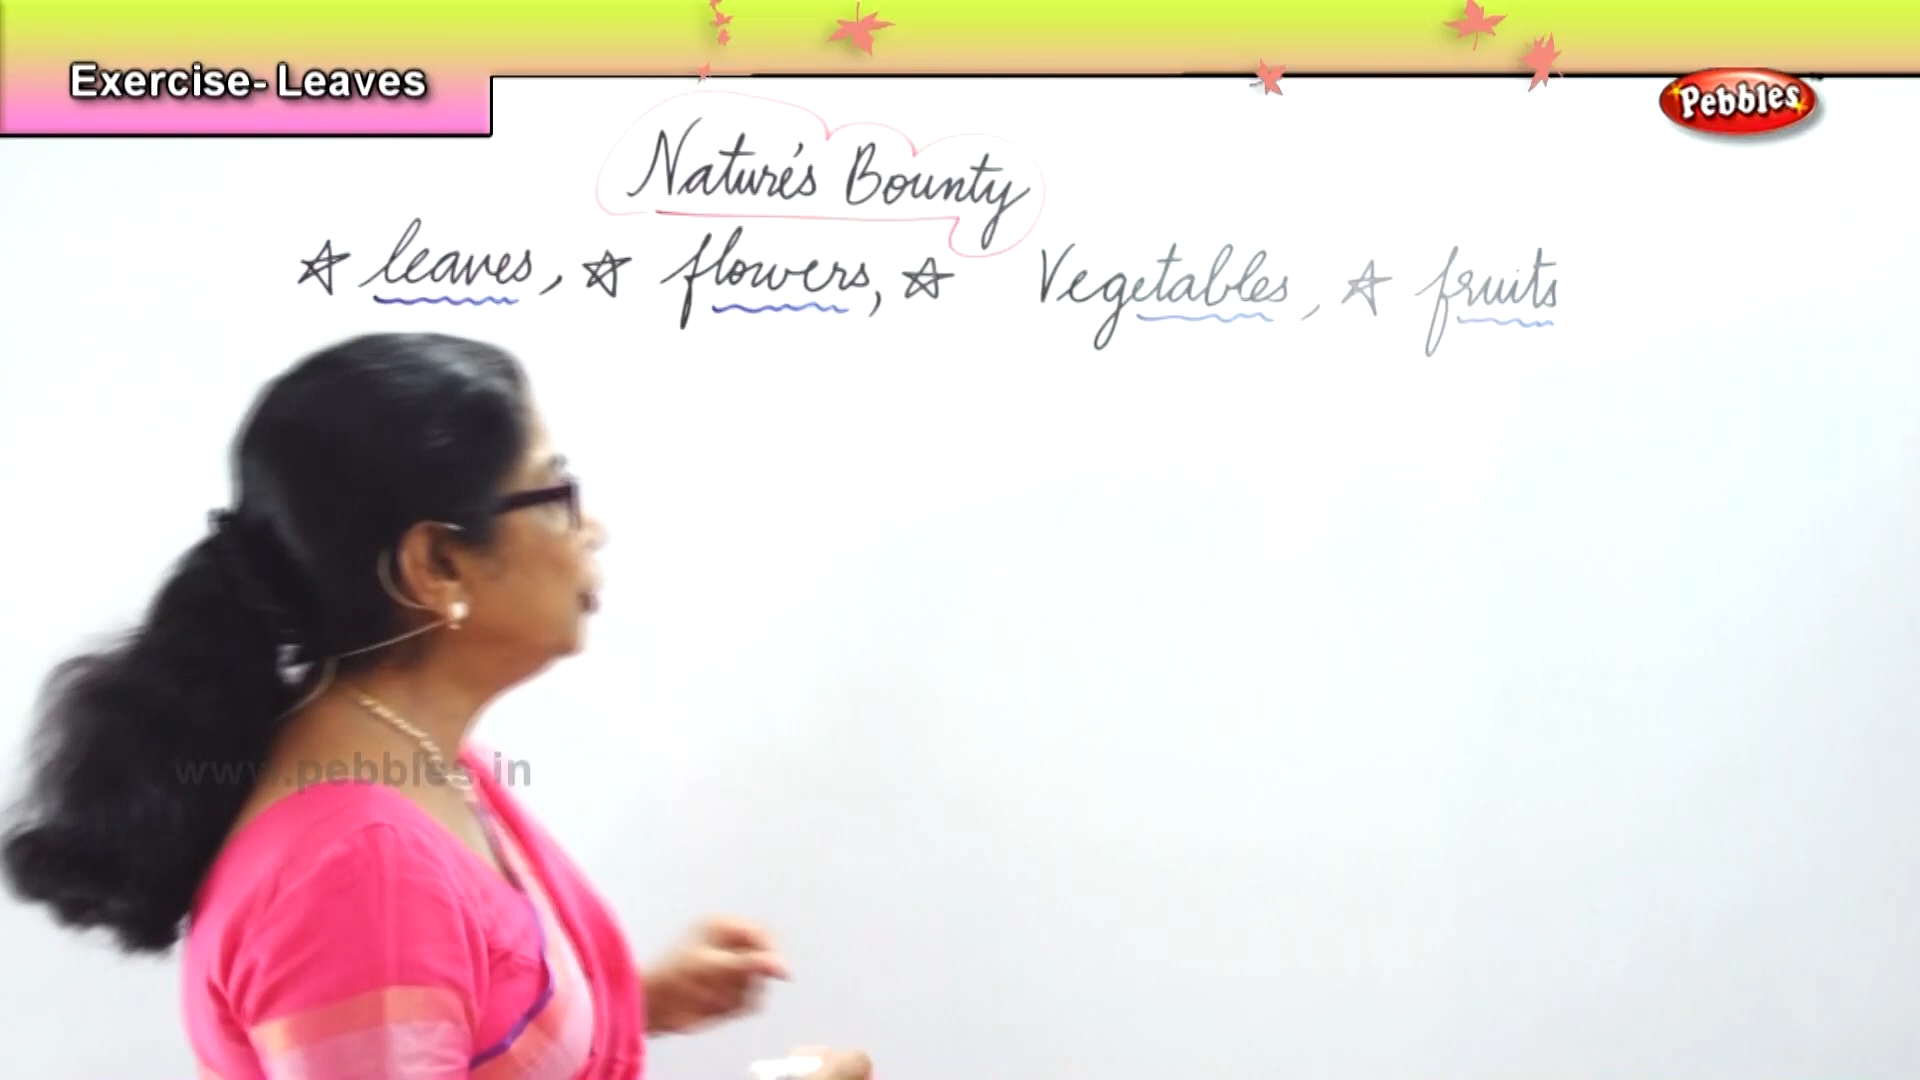 Exercise- Leaves
Pebbles
Nature's Bounty
☆ leaves, ☆ flowers, ☆ Vegetables, ☆ fruits
www.pebbles.in